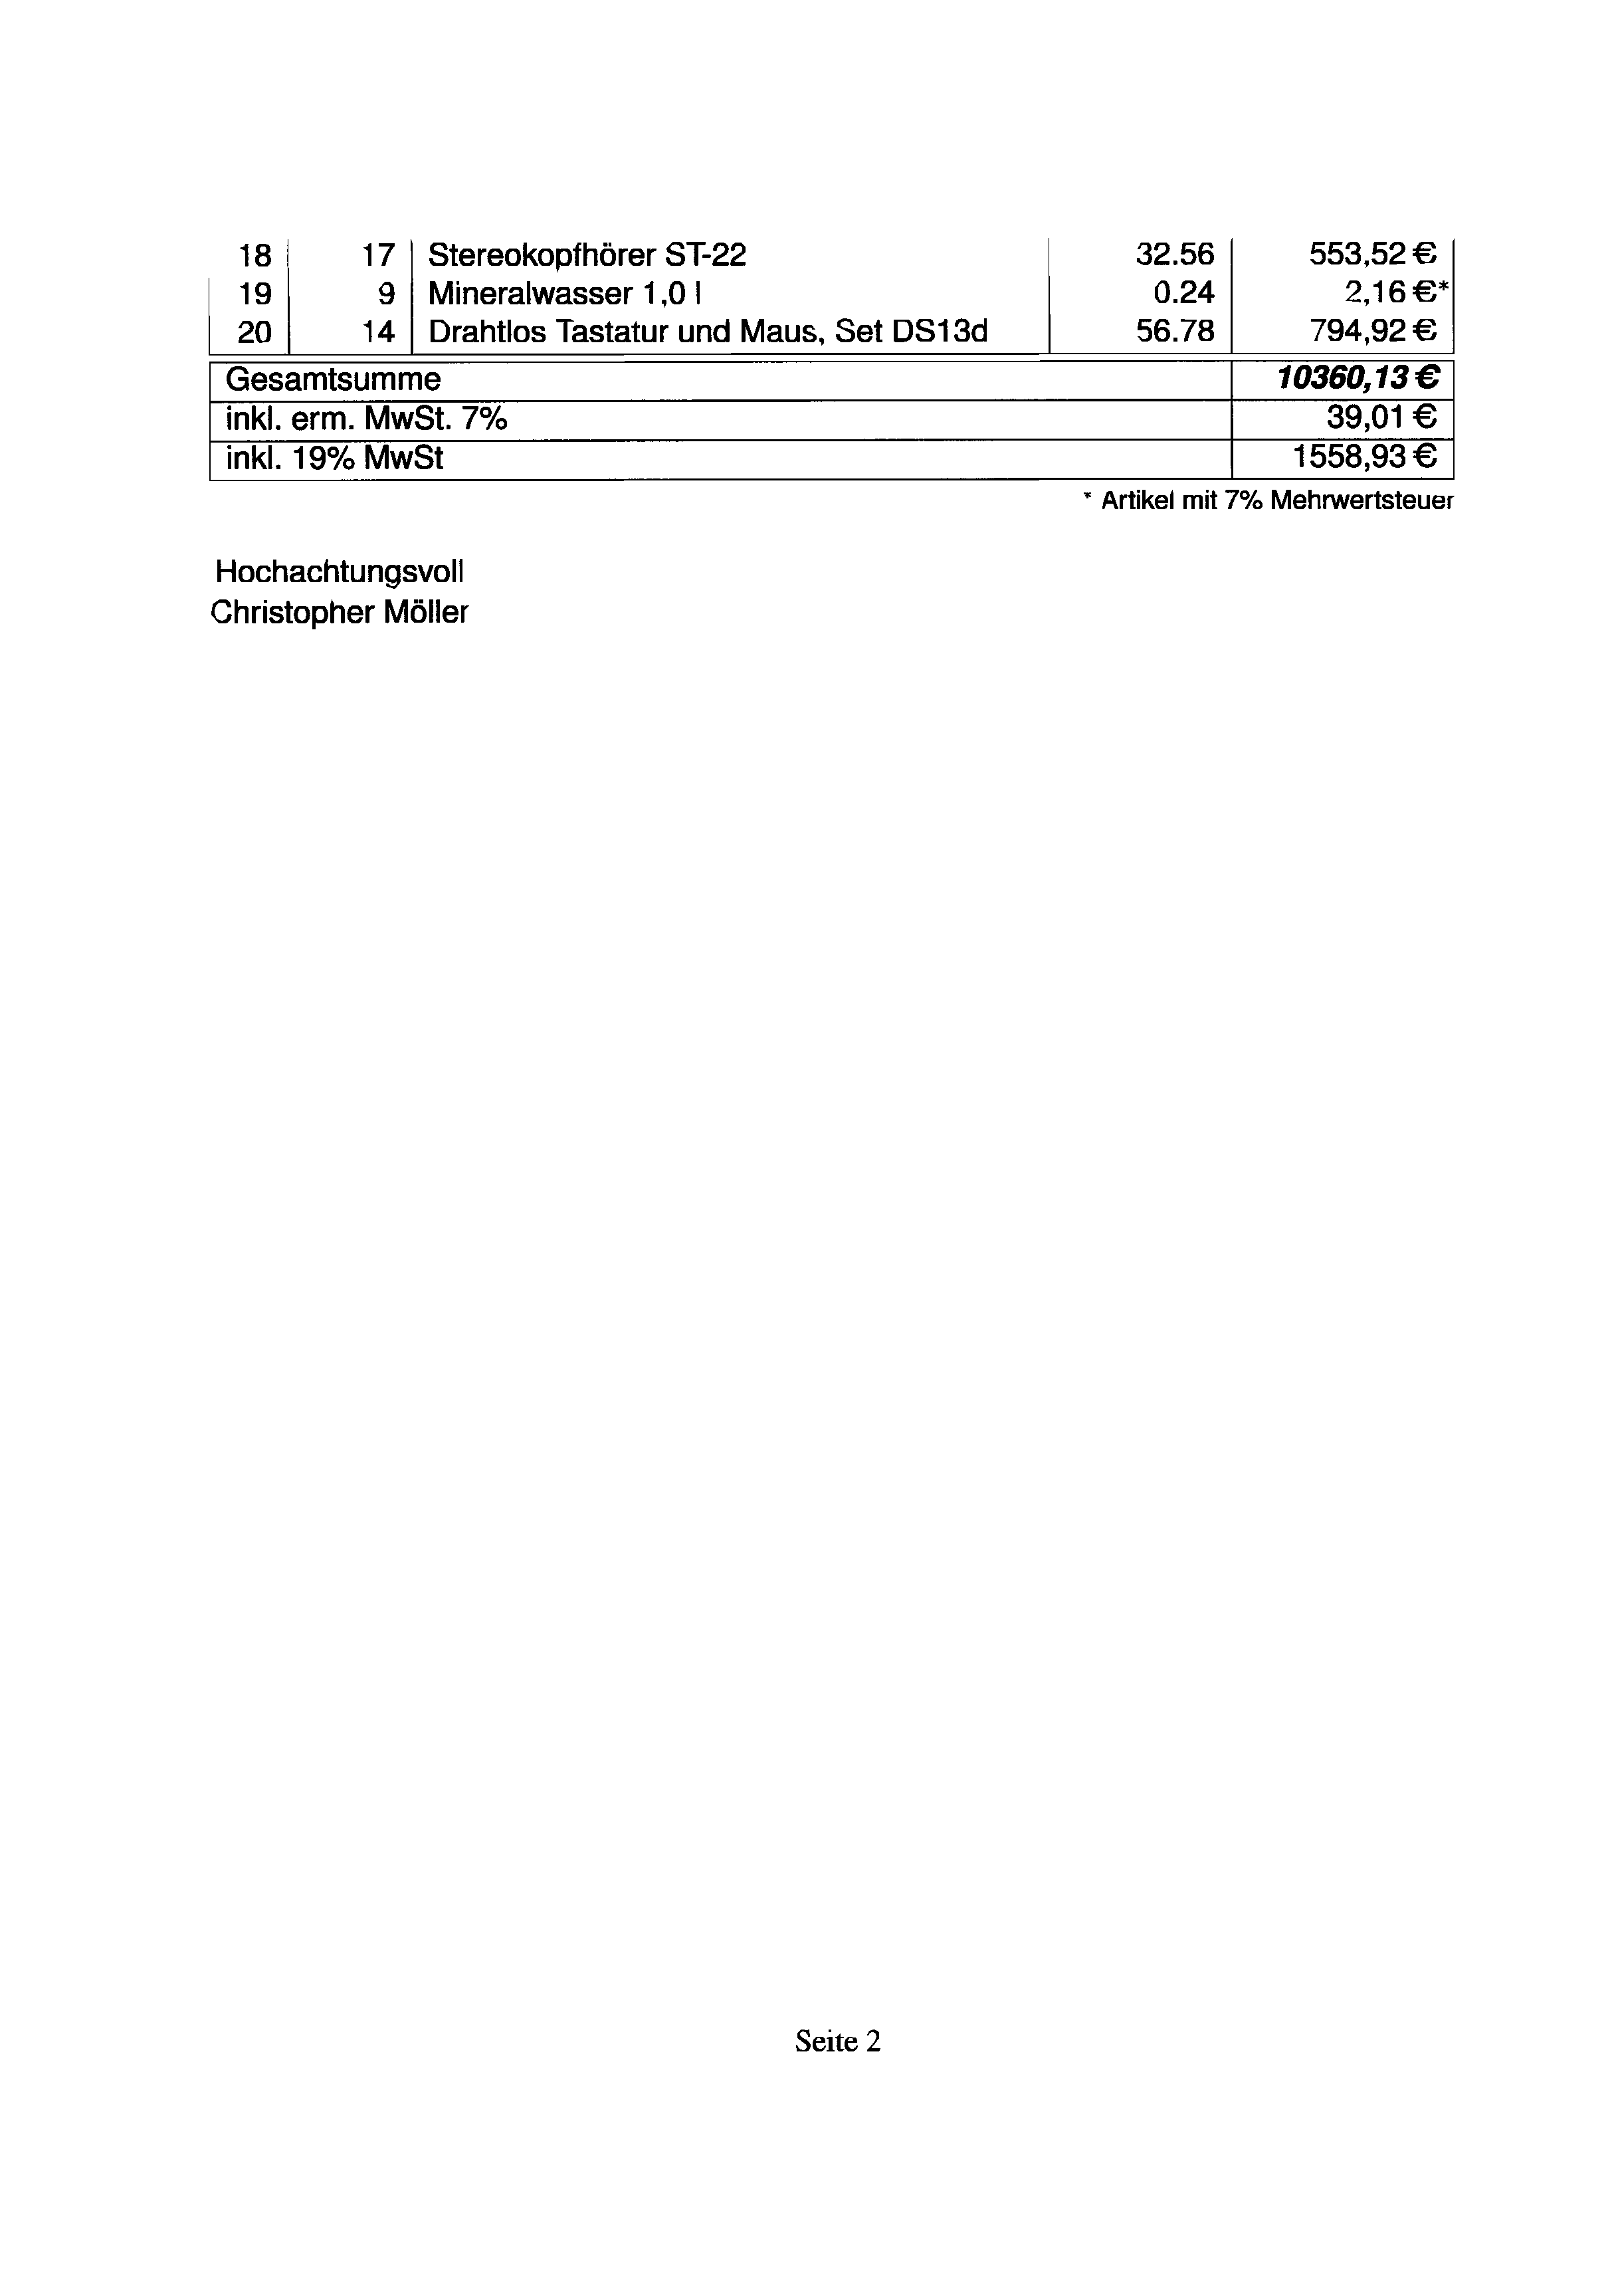 18 17 Stereokopfhörer ST-22 32.56 553,52 €
19 9 Mineralwasser 1,0 l 0.24 2,16 €*
20 14 Drahtlos Tastatur und Maus, Set DS13d 56.78 794,92 €
Gesamtsumme 10360,13 €
inkl. erm. MwSt. 7% 39,01 €
inkl. 19% MwSt 1558,93 €
* Artikel mit 7% Mehrwertsteuer
Hochachtungsvoll
Christopher Möller
Seite 2